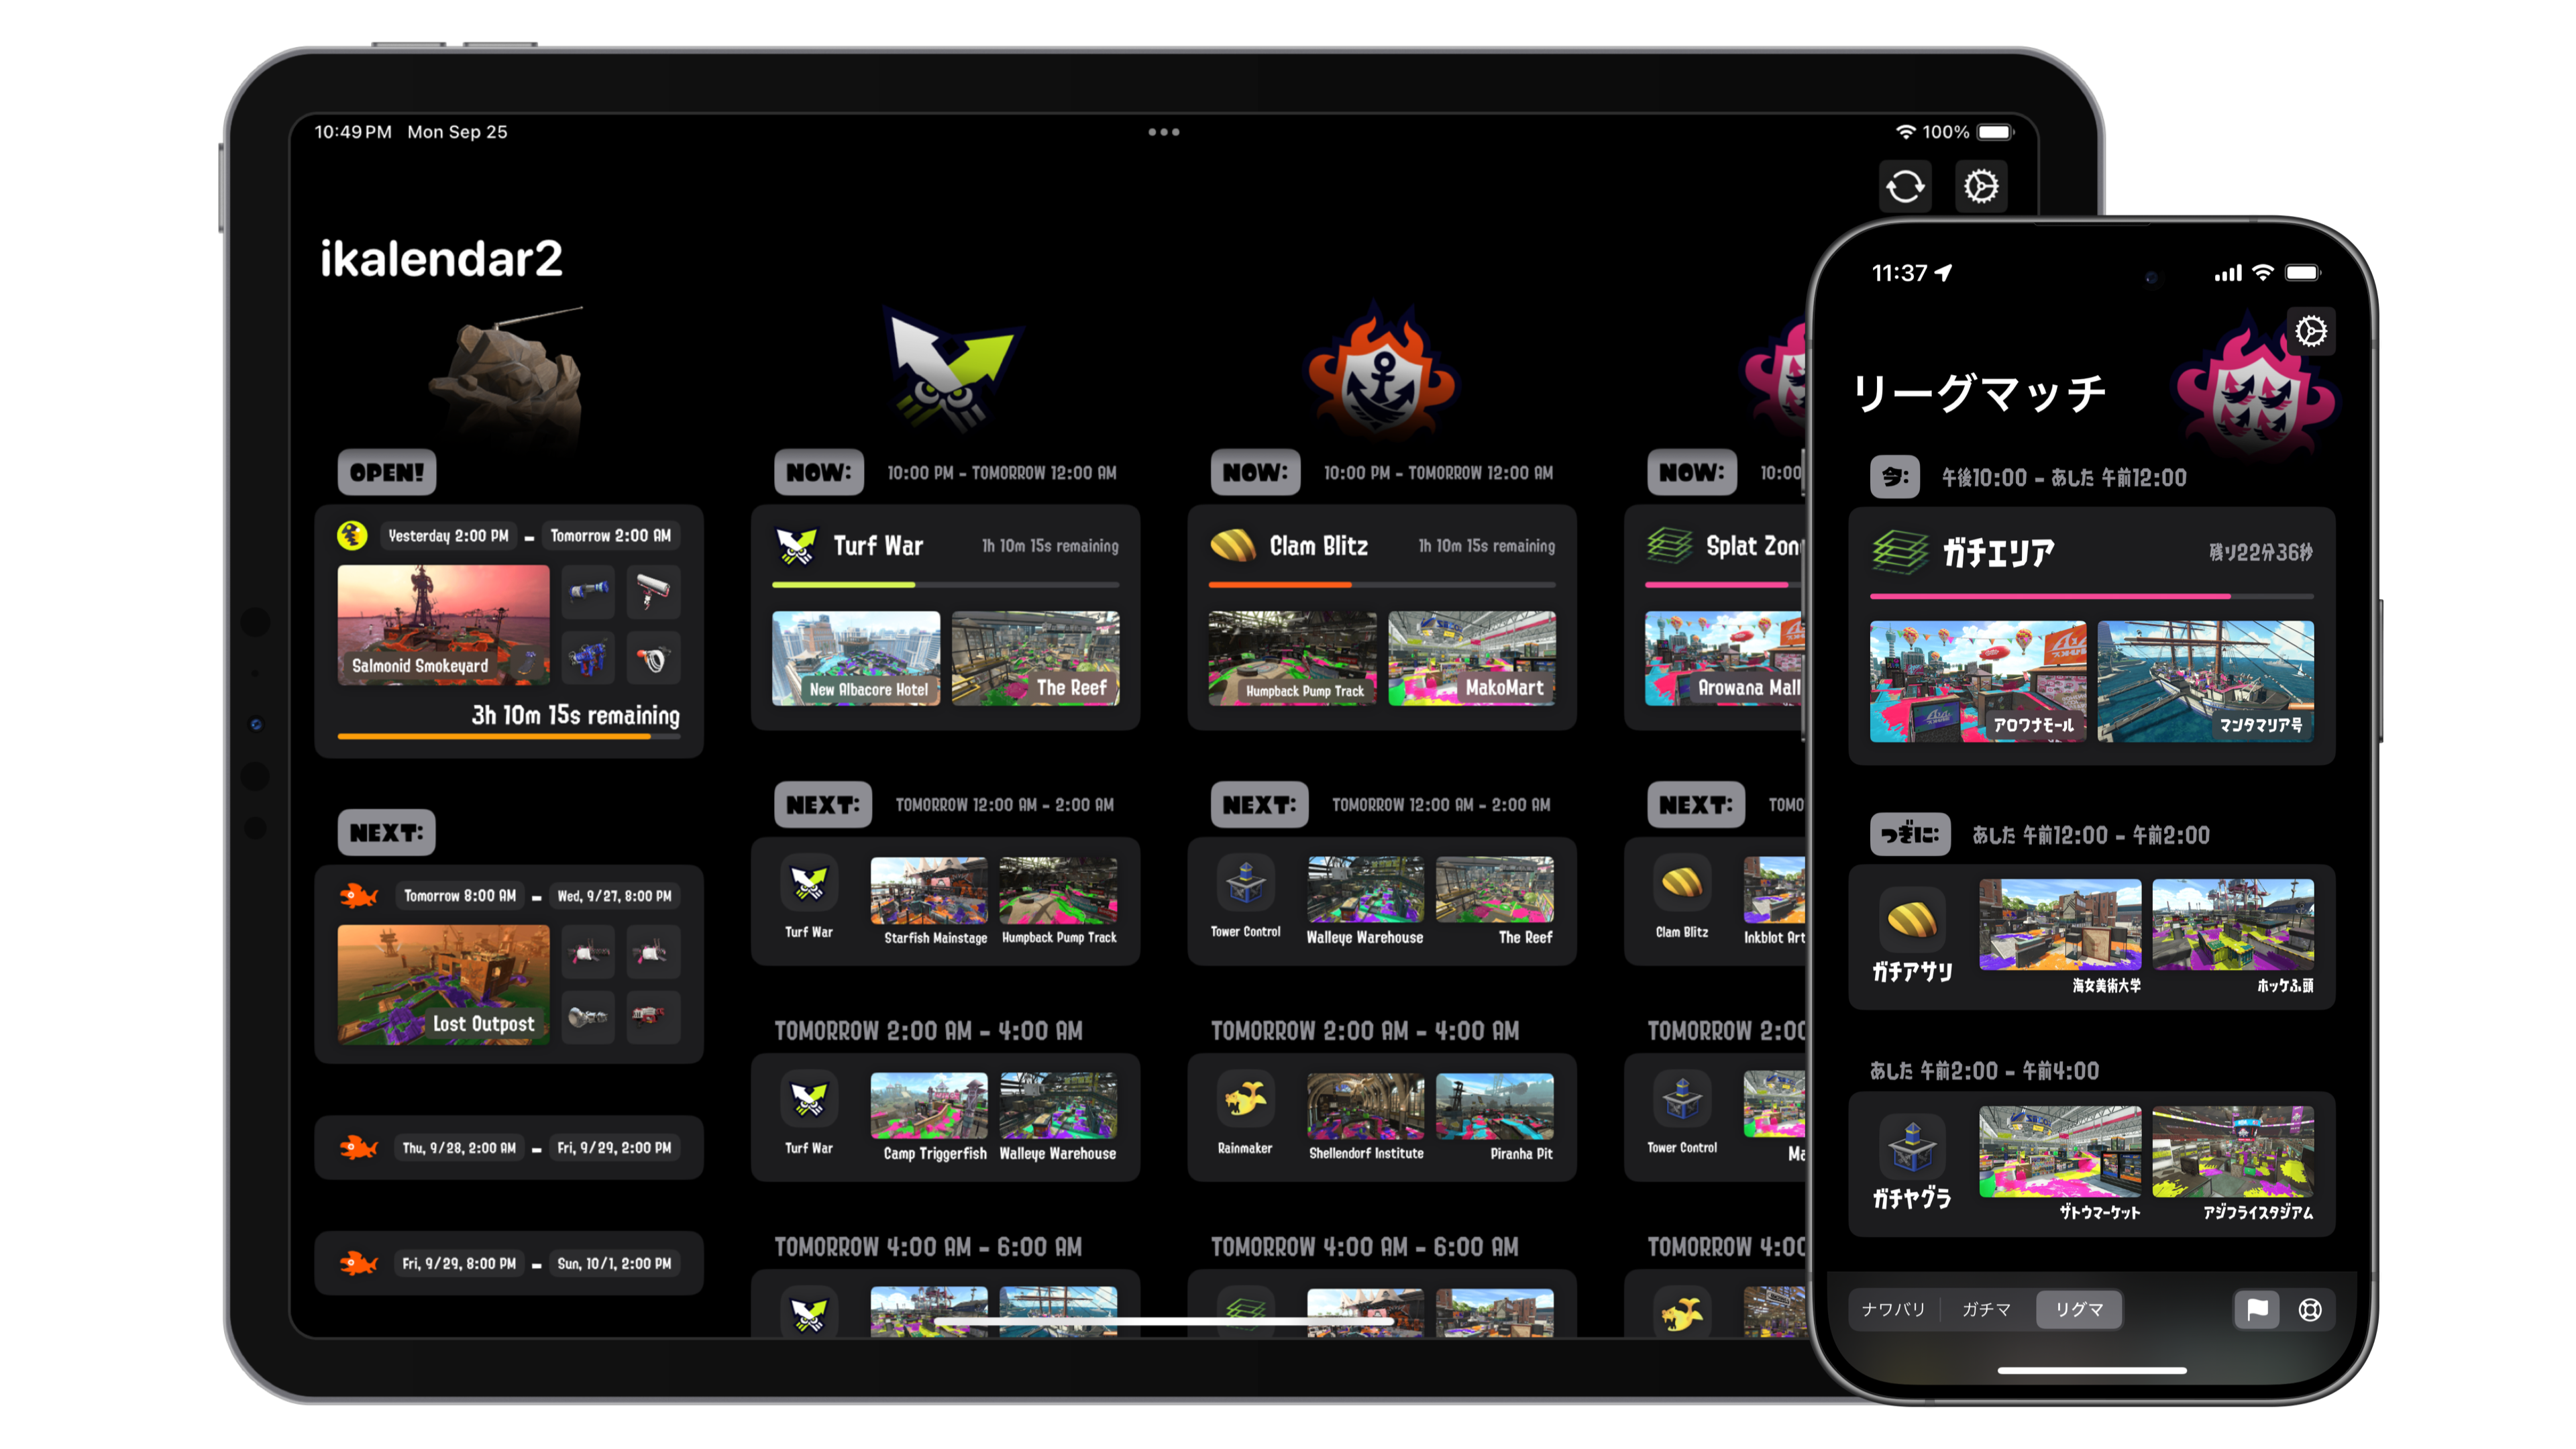 10:49 PM Mon Sep 25
100%
ikalendar2
OPEN!
Yesterday 2:00 PM – Tomorrow 2:00 AM
Salmonid Smokeyard
3h 10m 15s remaining
NEXT:
Tomorrow 8:00 AM – Wed, 9/27, 8:00 PM
Lost Outpost
Thu, 9/28, 2:00 AM – Fri, 9/29, 2:00 PM
Fri, 9/29, 8:00 PM – Sun, 10/1, 2:00 PM
NOW: 10:00 PM – TOMORROW 12:00 AM
Turf War 1h 10m 15s remaining
New Albacore Hotel The Reef
NEXT: TOMORROW 12:00 AM – 2:00 AM
Turf War Starfish Mainstage Humpback Pump Track
TOMORROW 2:00 AM – 4:00 AM
Turf War Camp Triggerfish Walleye Warehouse
TOMORROW 4:00 AM – 6:00 AM
NOW: 10:00 PM – TOMORROW 12:00 AM
Clam Blitz 1h 10m 15s remaining
Humpback Pump Track MakoMart
NEXT: TOMORROW 12:00 AM – 2:00 AM
Tower Control Walleye Warehouse The Reef
TOMORROW 2:00 AM – 4:00 AM
Rainmaker Shellendorf Institute Piranha Pit
TOMORROW 4:00 AM – 6:00 AM
NOW: 10:00
Splat Zon
Arowana Mall
NEXT: TOMO
Clam Blitz Inkblot Art
TOMORROW 2:00
Tower Control Ma
TOMORROW 4:00
11:37
リーグマッチ
今: 午後10:00 – あした 午前12:00
ガチエリア 残り22分36秒
アロワナモール マンタマリア号
つぎに: あした 午前12:00 – 午前2:00
ガチアサリ 海女美術大学 ホッケふ頭
あした 午前2:00 – 午前4:00
ガチヤグラ ザトウマーケット アジフライスタジアム
ナワバリ ガチマ リグマ